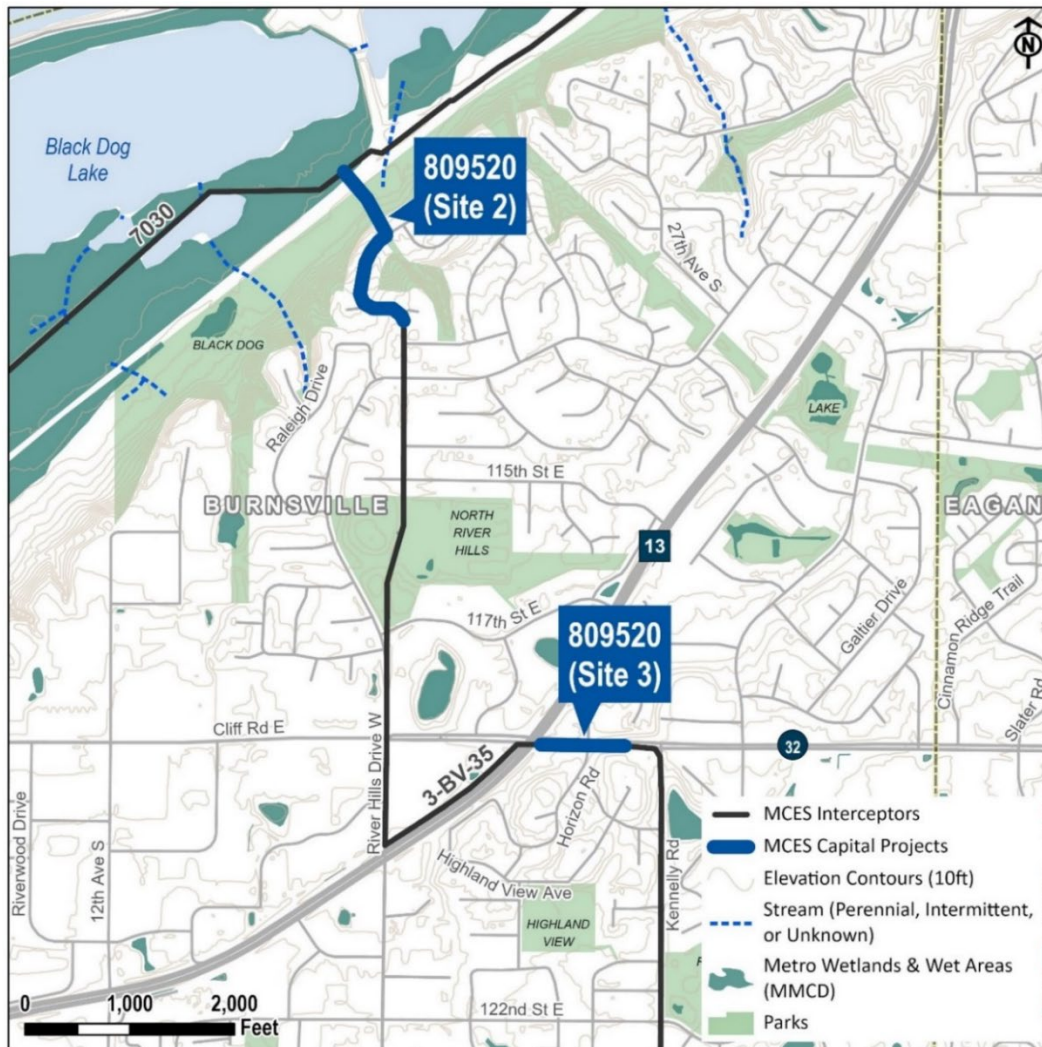 N
Black Dog
Lake
809520
(Site 2)
7030
27th Ave S
BLACK DOG
Raleigh Drive
LAKE
115th St E
BURNSVILLE
EAGAN
NORTH
RIVER
HILLS
13
117th St E
809520
(Site 3)
Galtier Drive
Cinnamon Ridge Trail
Slater Rd
Cliff Rd E
32
River Hills Drive W
3-BV-35
Horizon Rd
Riverwood Drive
12th Ave S
Highland View Ave
Kennelly Rd
HIGHLAND
VIEW
122nd St E
0 1,000 2,000
Feet
MCES Interceptors
MCES Capital Projects
Elevation Contours (10ft)
Stream (Perennial, Intermittent,
or Unknown)
Metro Wetlands & Wet Areas
(MMCD)
Parks